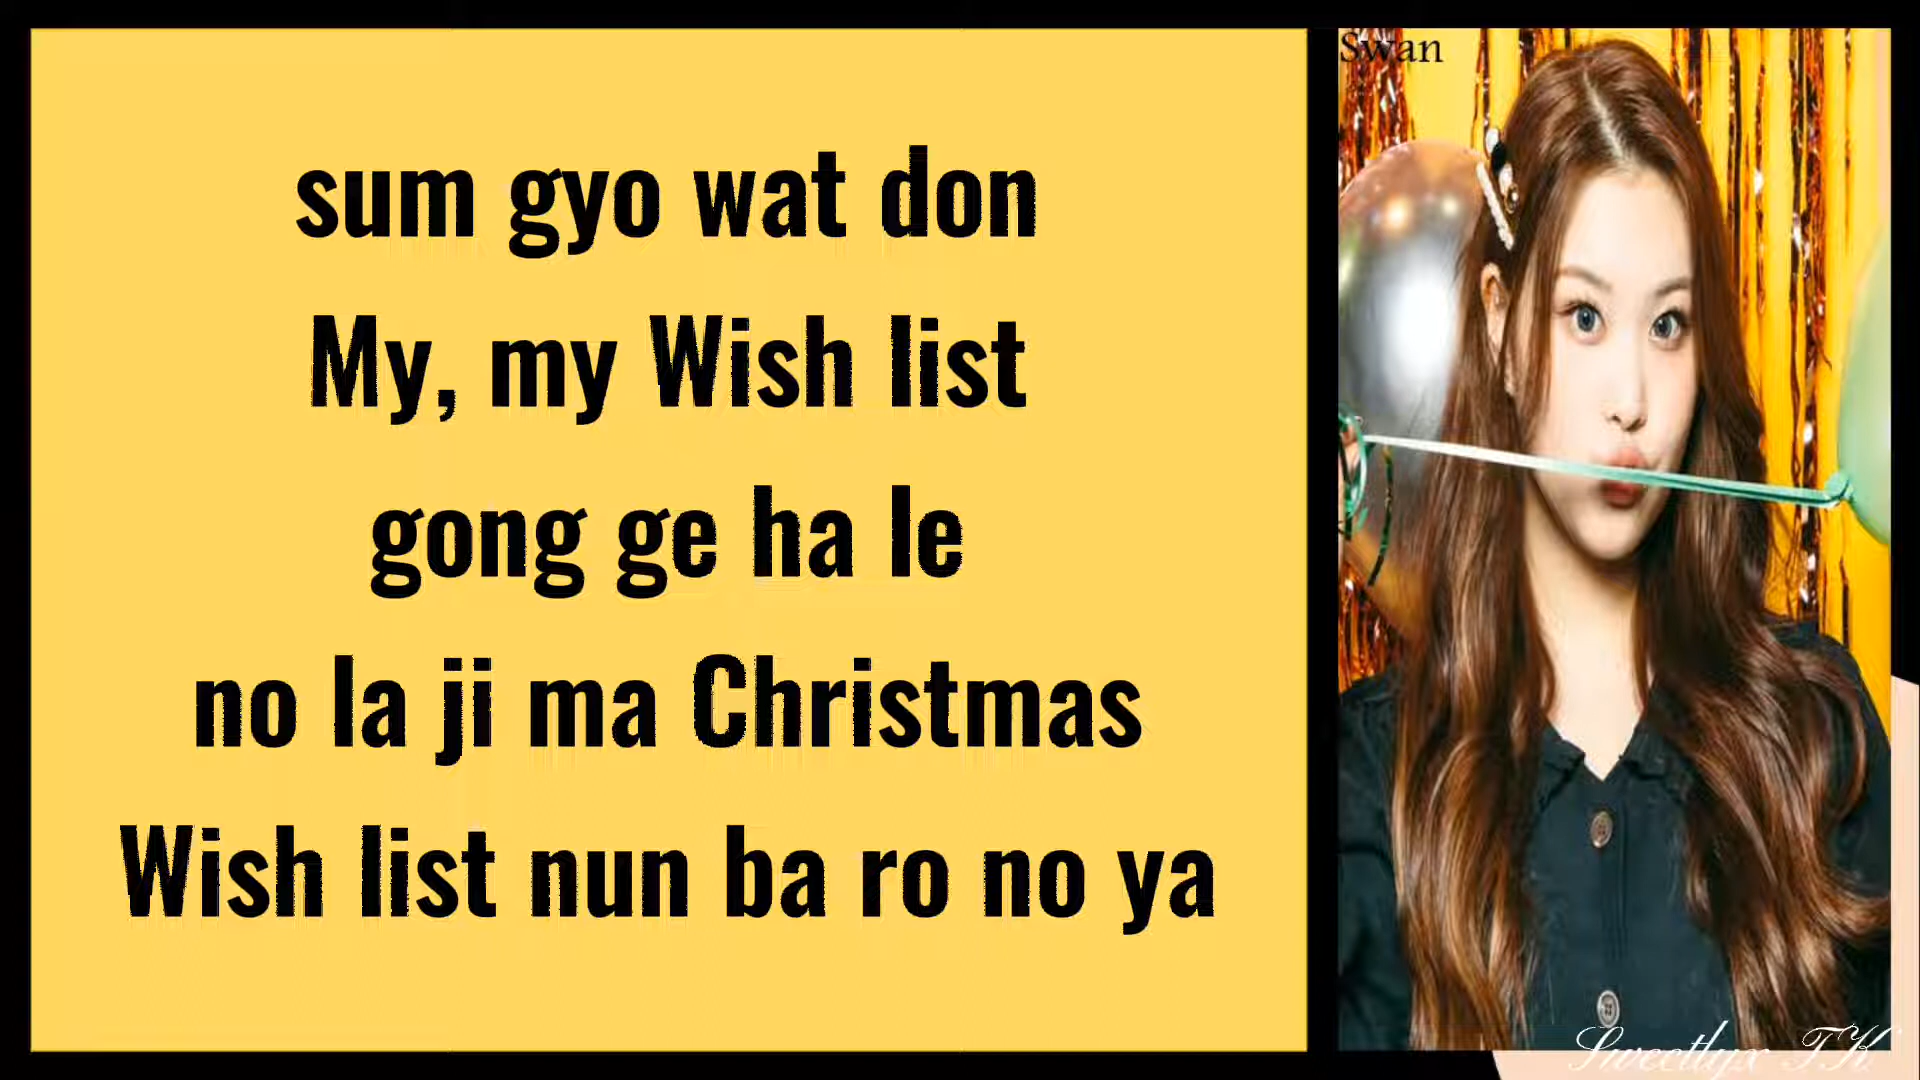 sum gyo wat don
My, my Wish list
gong ge ha le
no la ji ma Christmas
Wish list nun ba ro no ya
Swan
Sweetlyx TK